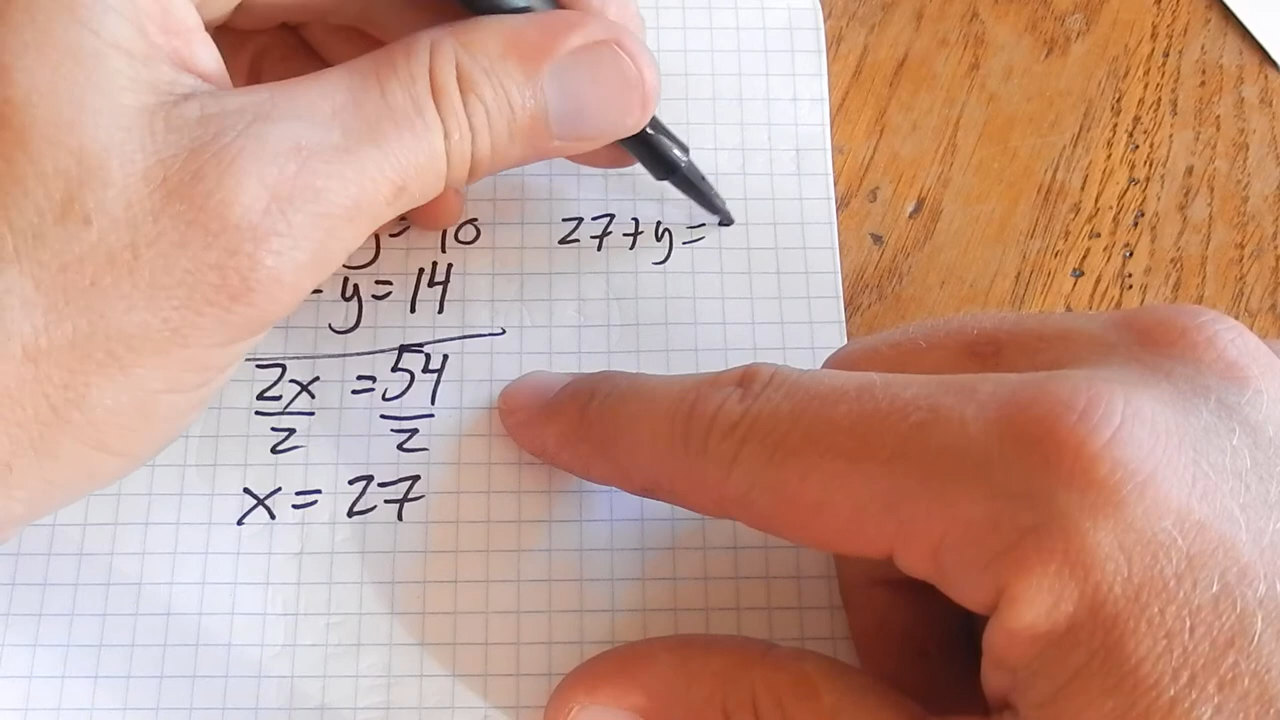 y = 40
- y = 14
2x = 54
2 2
x = 27
27 + y =